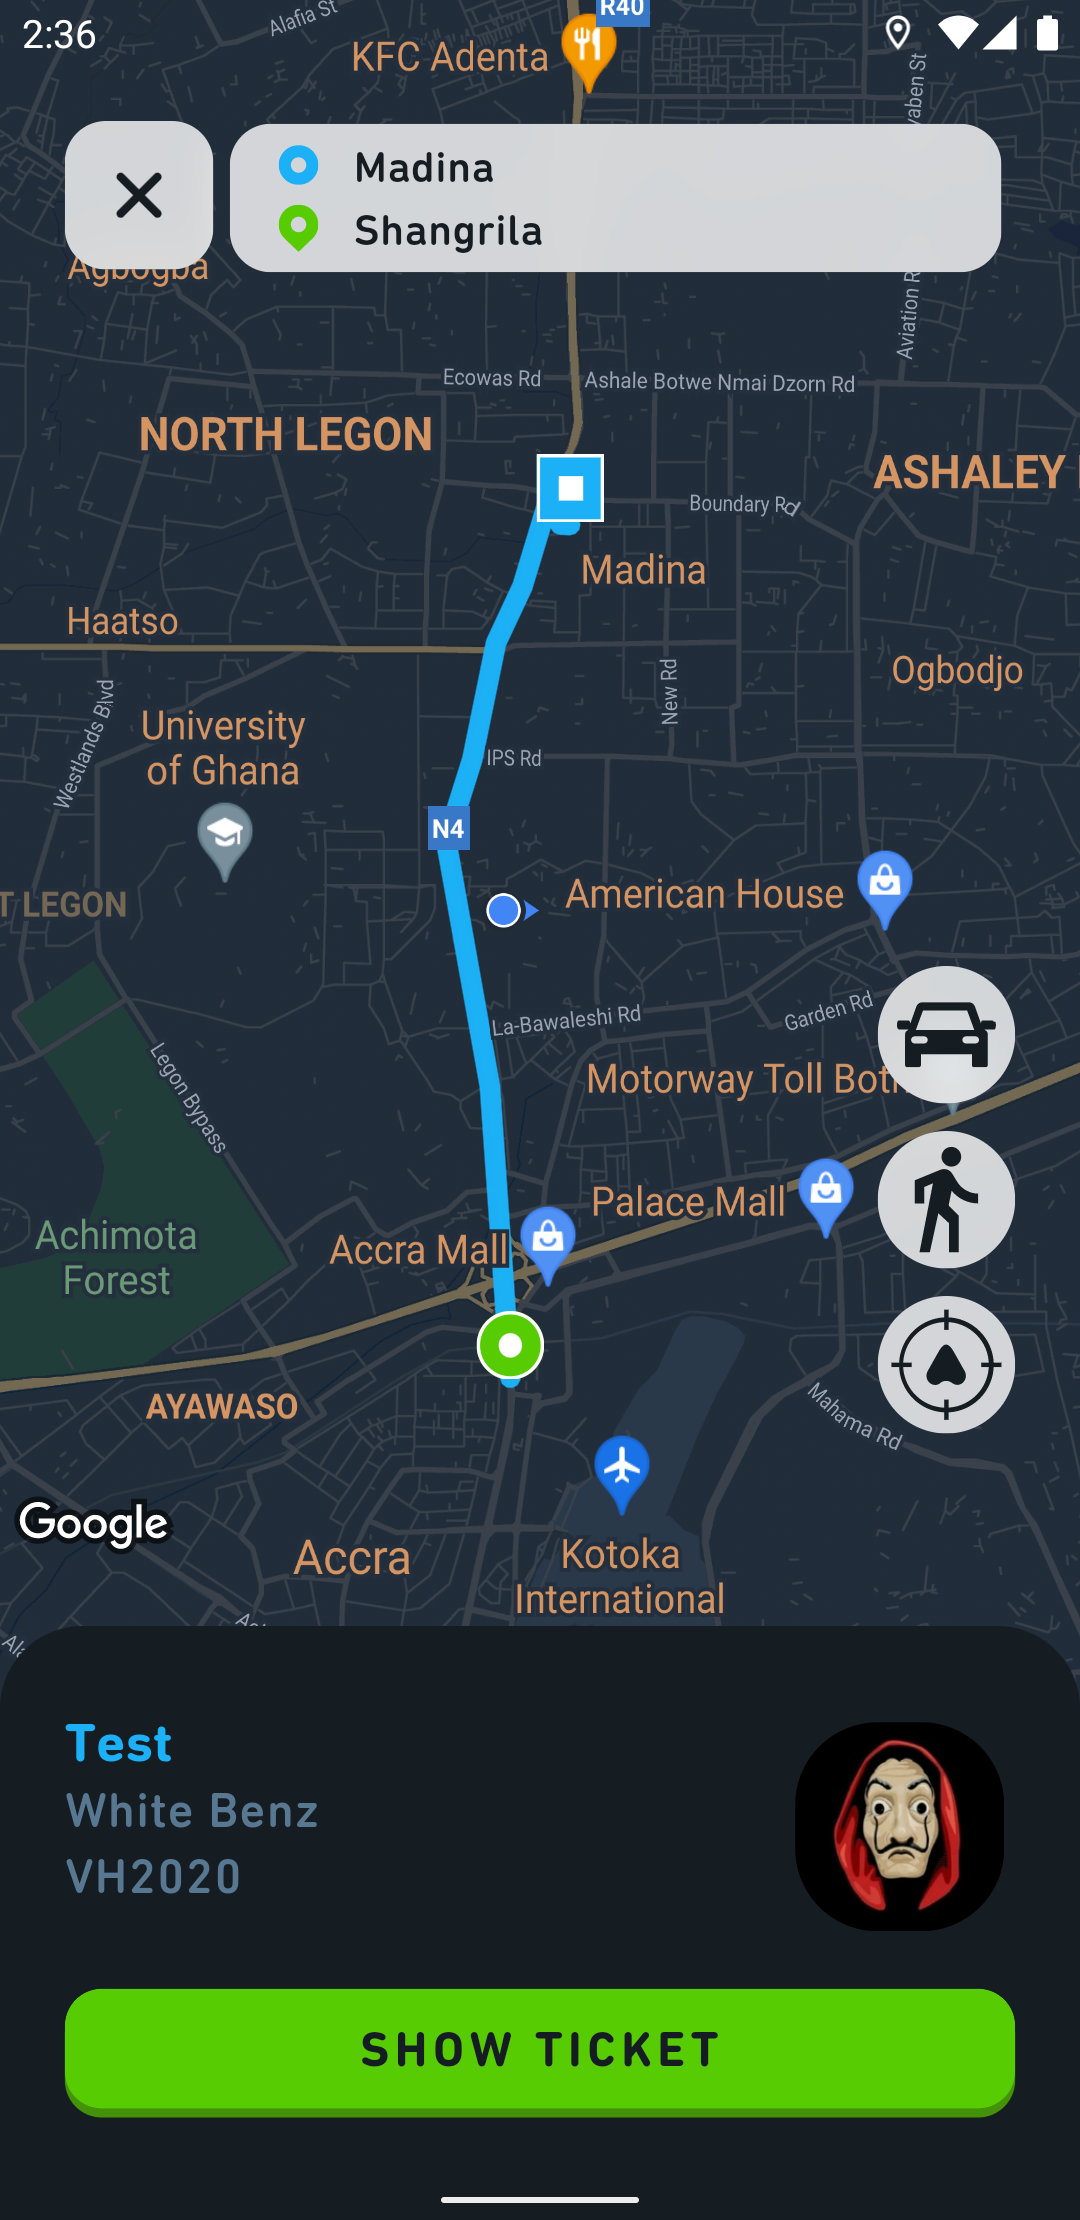 2:36
R40
Alafia St
KFC Adenta
Madina
Shangrila
Agbogba
Aviation R
Ecowas Rd
Ashale Botwe Nmai Dzorn Rd
NORTH LEGON
ASHALEY
Boundary Rd
Madina
Haatso
Ogbodjo
New Rd
Westlands Blvd
University
of Ghana
IPS Rd
N4
American House
T LEGON
La-Bawaleshi Rd
Garden Rd
Legon Bypass
Motorway Toll Bot
Palace Mall
Achimota
Forest
Accra Mall
AYAWASO
Mahama Rd
Google
Accra
Kotoka
International
Test
White Benz
VH2020
SHOW TICKET